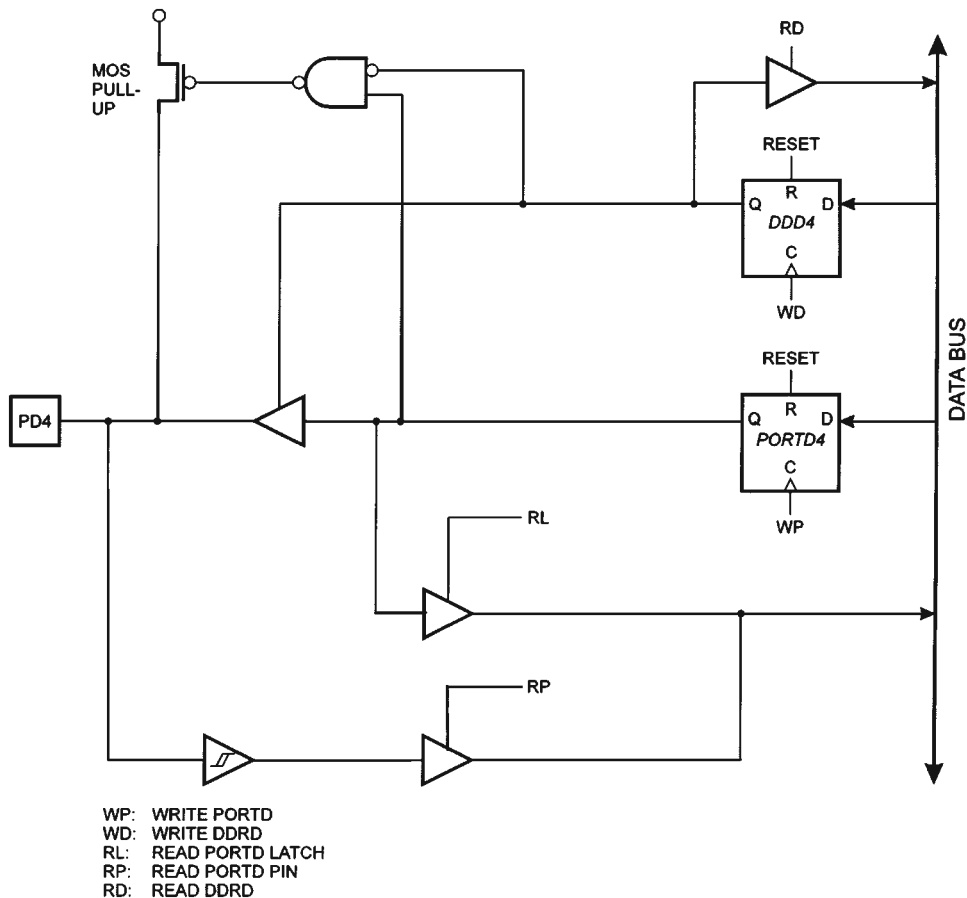 RD
MOS
PULL-
UP
RESET
R
Q
D
DDD4
C
WD
DATA BUS
RESET
R
PD4
Q
D
PORTD4
C
WP
RL
RP
WP: WRITE PORTD
WD: WRITE DDRD
RL: READ PORTD LATCH
RP: READ PORTD PIN
RD: READ DDRD